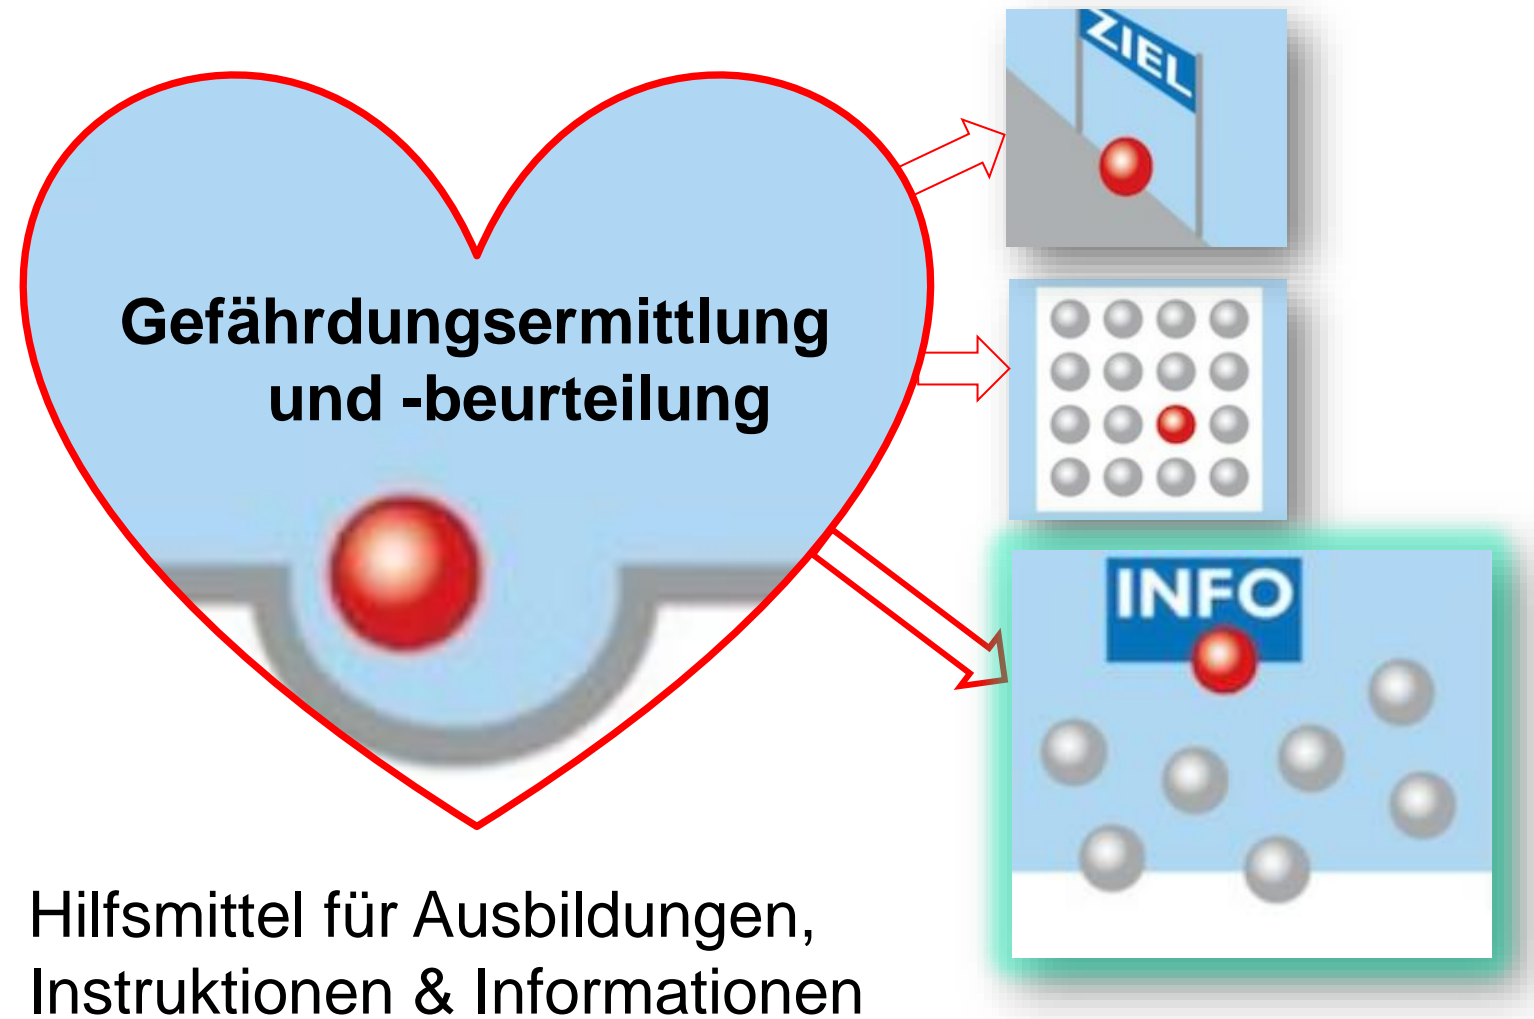 ZIEL
Gefährdungsermittlung
und -beurteilung
INFO
Hilfsmittel für Ausbildungen,
Instruktionen & Informationen